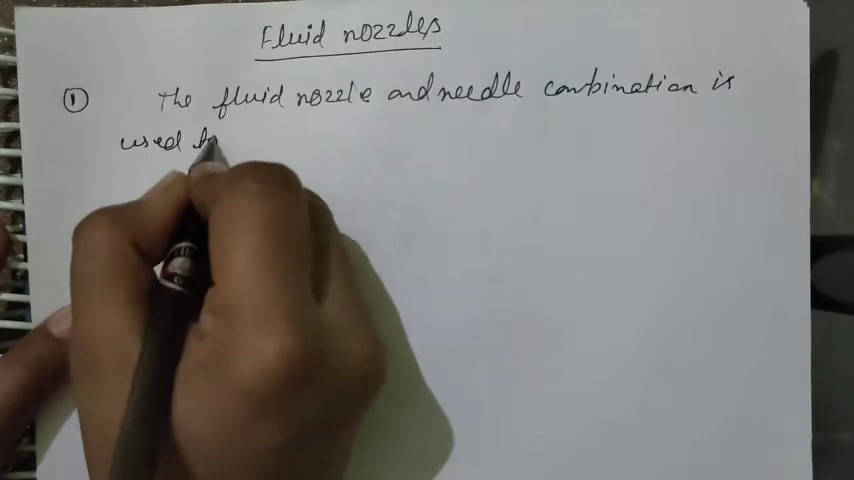 Fluid nozzles
① The fluid nozzle and needle combination is
used